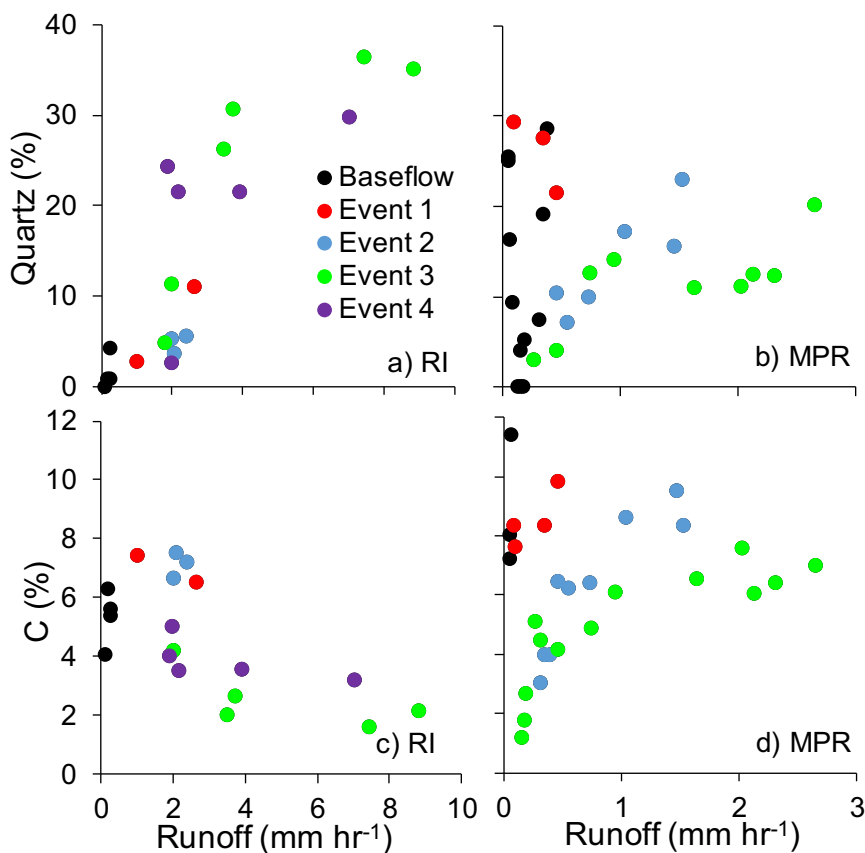 Quartz (%)
40
30
20
10
0
Baseflow
Event 1
Event 2
Event 3
Event 4
a) RI
b) MPR
C (%)
12
10
8
6
4
2
0
c) RI
d) MPR
0 2 4 6 8 10
0 1 2 3
Runoff (mm hr⁻¹)
Runoff (mm hr⁻¹)